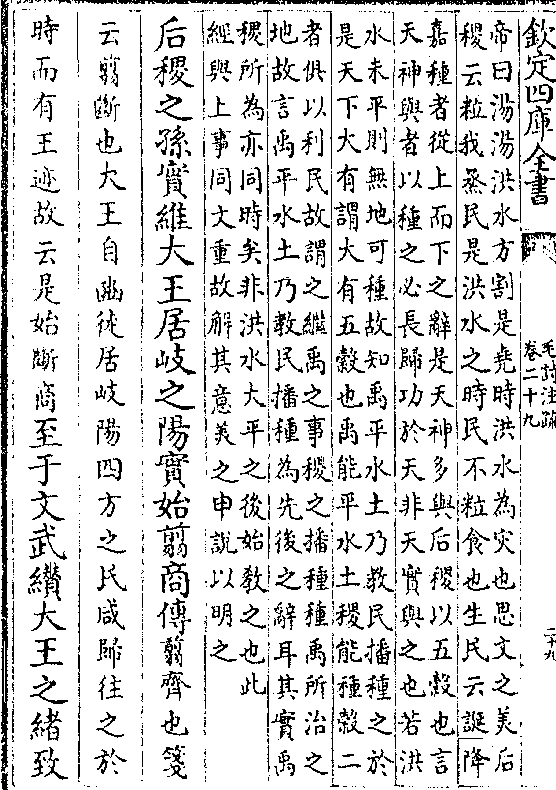 欽定四庫全書
毛詩注疏
卷二十九
二十九
帝曰湯湯洪水方割是堯時洪水為災也思文之美后
稷云粒我烝民是洪水之時民不粒食也生民云誕降
嘉種者從上而下之辭是天神多與后稷以五穀也言
天神與者以種之必長歸功於天非天實與之也若洪
水未平則無地可種故知禹平水土乃教民播種之於
是天下大有謂大有五穀也禹能平水土稷能種穀二
者俱以利民故謂之繼禹之事稷之播種種禹所治之
地故言禹平水土乃教民播種為先後之辭耳其實禹
稷所為亦同時矣非洪水大平之後始教之也此
經與上事同文重故解其意美之申說以明之
后稷之孫實維大王居岐之陽實始翦商傳翦齊也箋
云翦斷也大王自豳徙居岐陽四方之民咸歸往之於
時而有王迹故云是始斷商至于文武纘大王之緒致